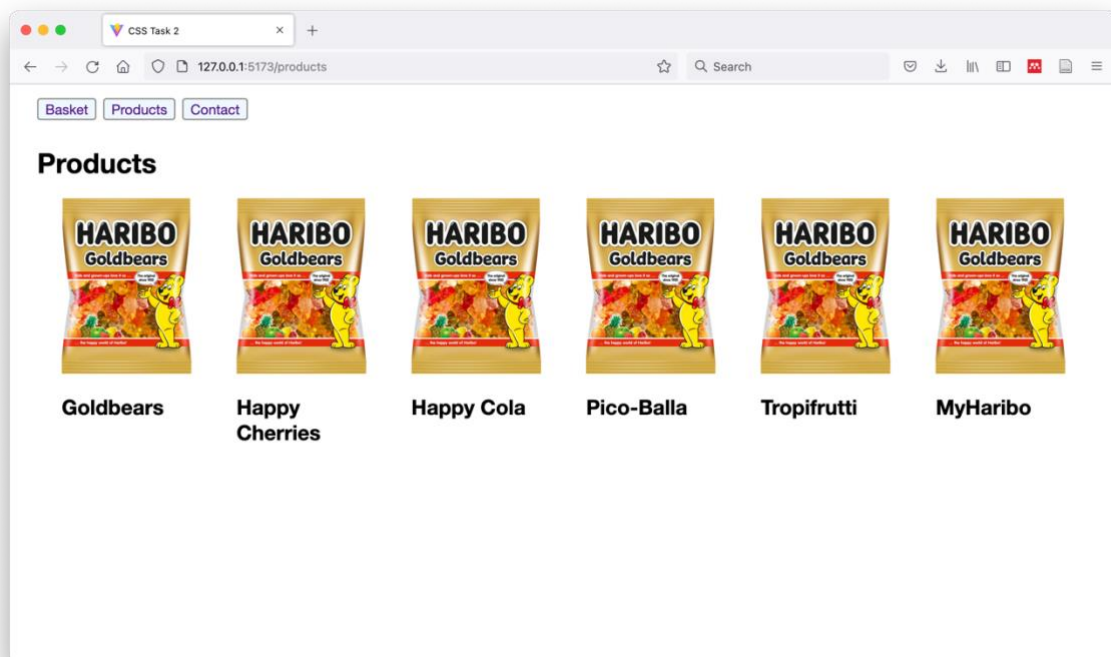 CSS Task 2
127.0.0.1:5173/products
Search
Basket Products Contact
Products
HARIBO HARIBO HARIBO HARIBO HARIBO HARIBO
Goldbears Goldbears Goldbears Goldbears Goldbears Goldbears
Goldbears Happy Cherries Happy Cola Pico-Balla Tropifrutti MyHaribo